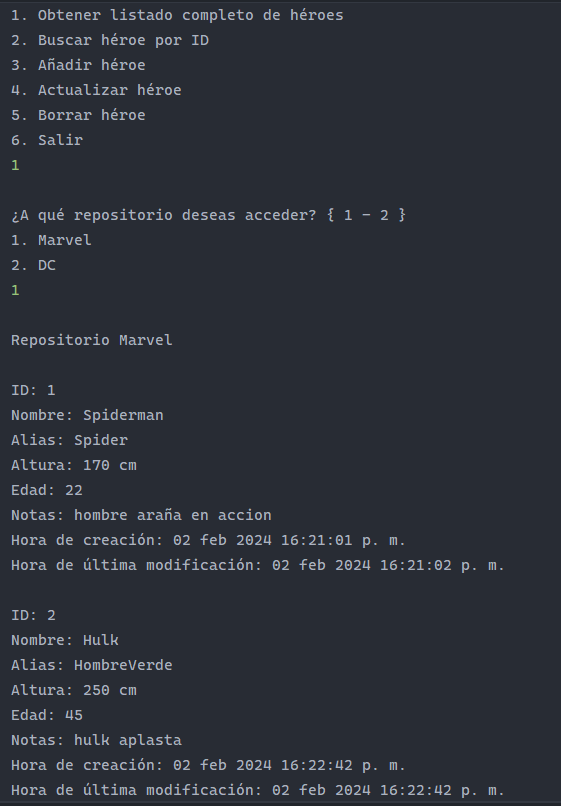 1. Obtener listado completo de héroes
2. Buscar héroe por ID
3. Añadir héroe
4. Actualizar héroe
5. Borrar héroe
6. Salir
1
¿A qué repositorio deseas acceder? { 1 - 2 }
1. Marvel
2. DC
1
Repositorio Marvel
ID: 1
Nombre: Spiderman
Alias: Spider
Altura: 170 cm
Edad: 22
Notas: hombre araña en accion
Hora de creación: 02 feb 2024 16:21:01 p. m.
Hora de última modificación: 02 feb 2024 16:21:02 p. m.
ID: 2
Nombre: Hulk
Alias: HombreVerde
Altura: 250 cm
Edad: 45
Notas: hulk aplasta
Hora de creación: 02 feb 2024 16:22:42 p. m.
Hora de última modificación: 02 feb 2024 16:22:42 p. m.